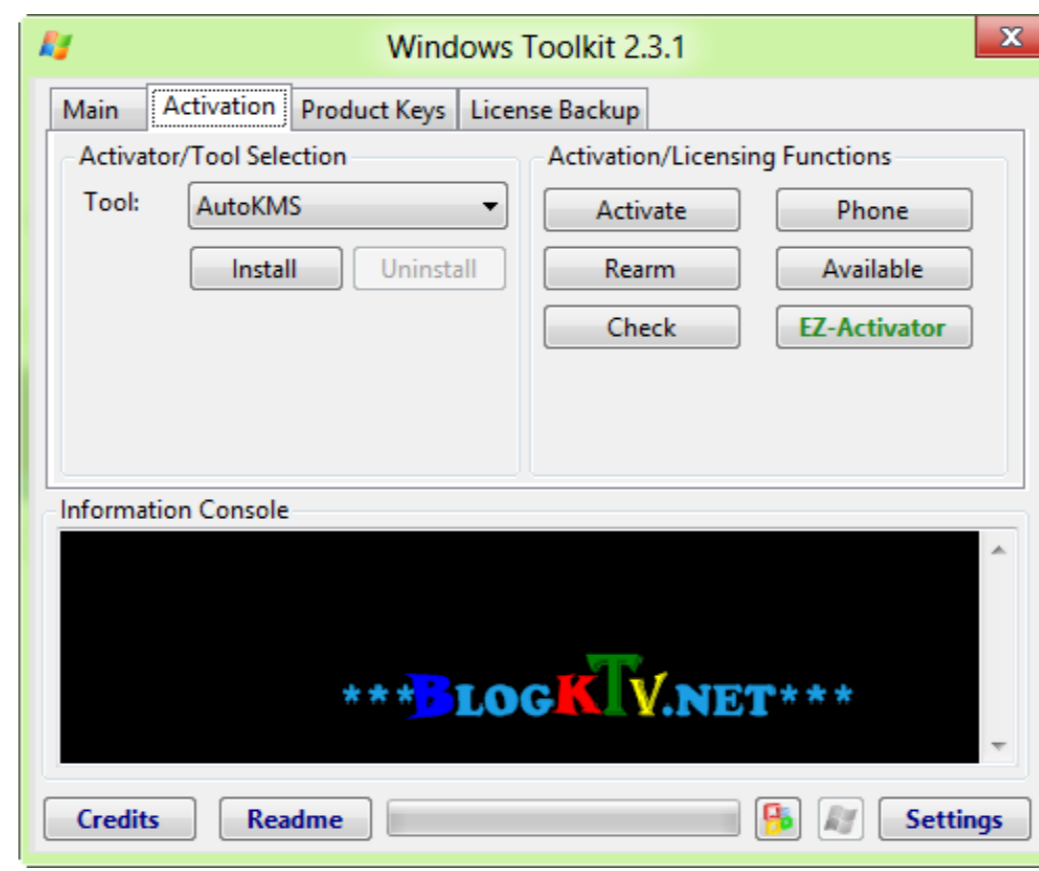 Windows Toolkit 2.3.1
X
Main Activation Product Keys License Backup
Activator/Tool Selection
Tool: AutoKMS
Install Uninstall
Activation/Licensing Functions
Activate Phone
Rearm Available
Check EZ-Activator
Information Console
***BLOGKTV.NET***
Credits Readme Settings